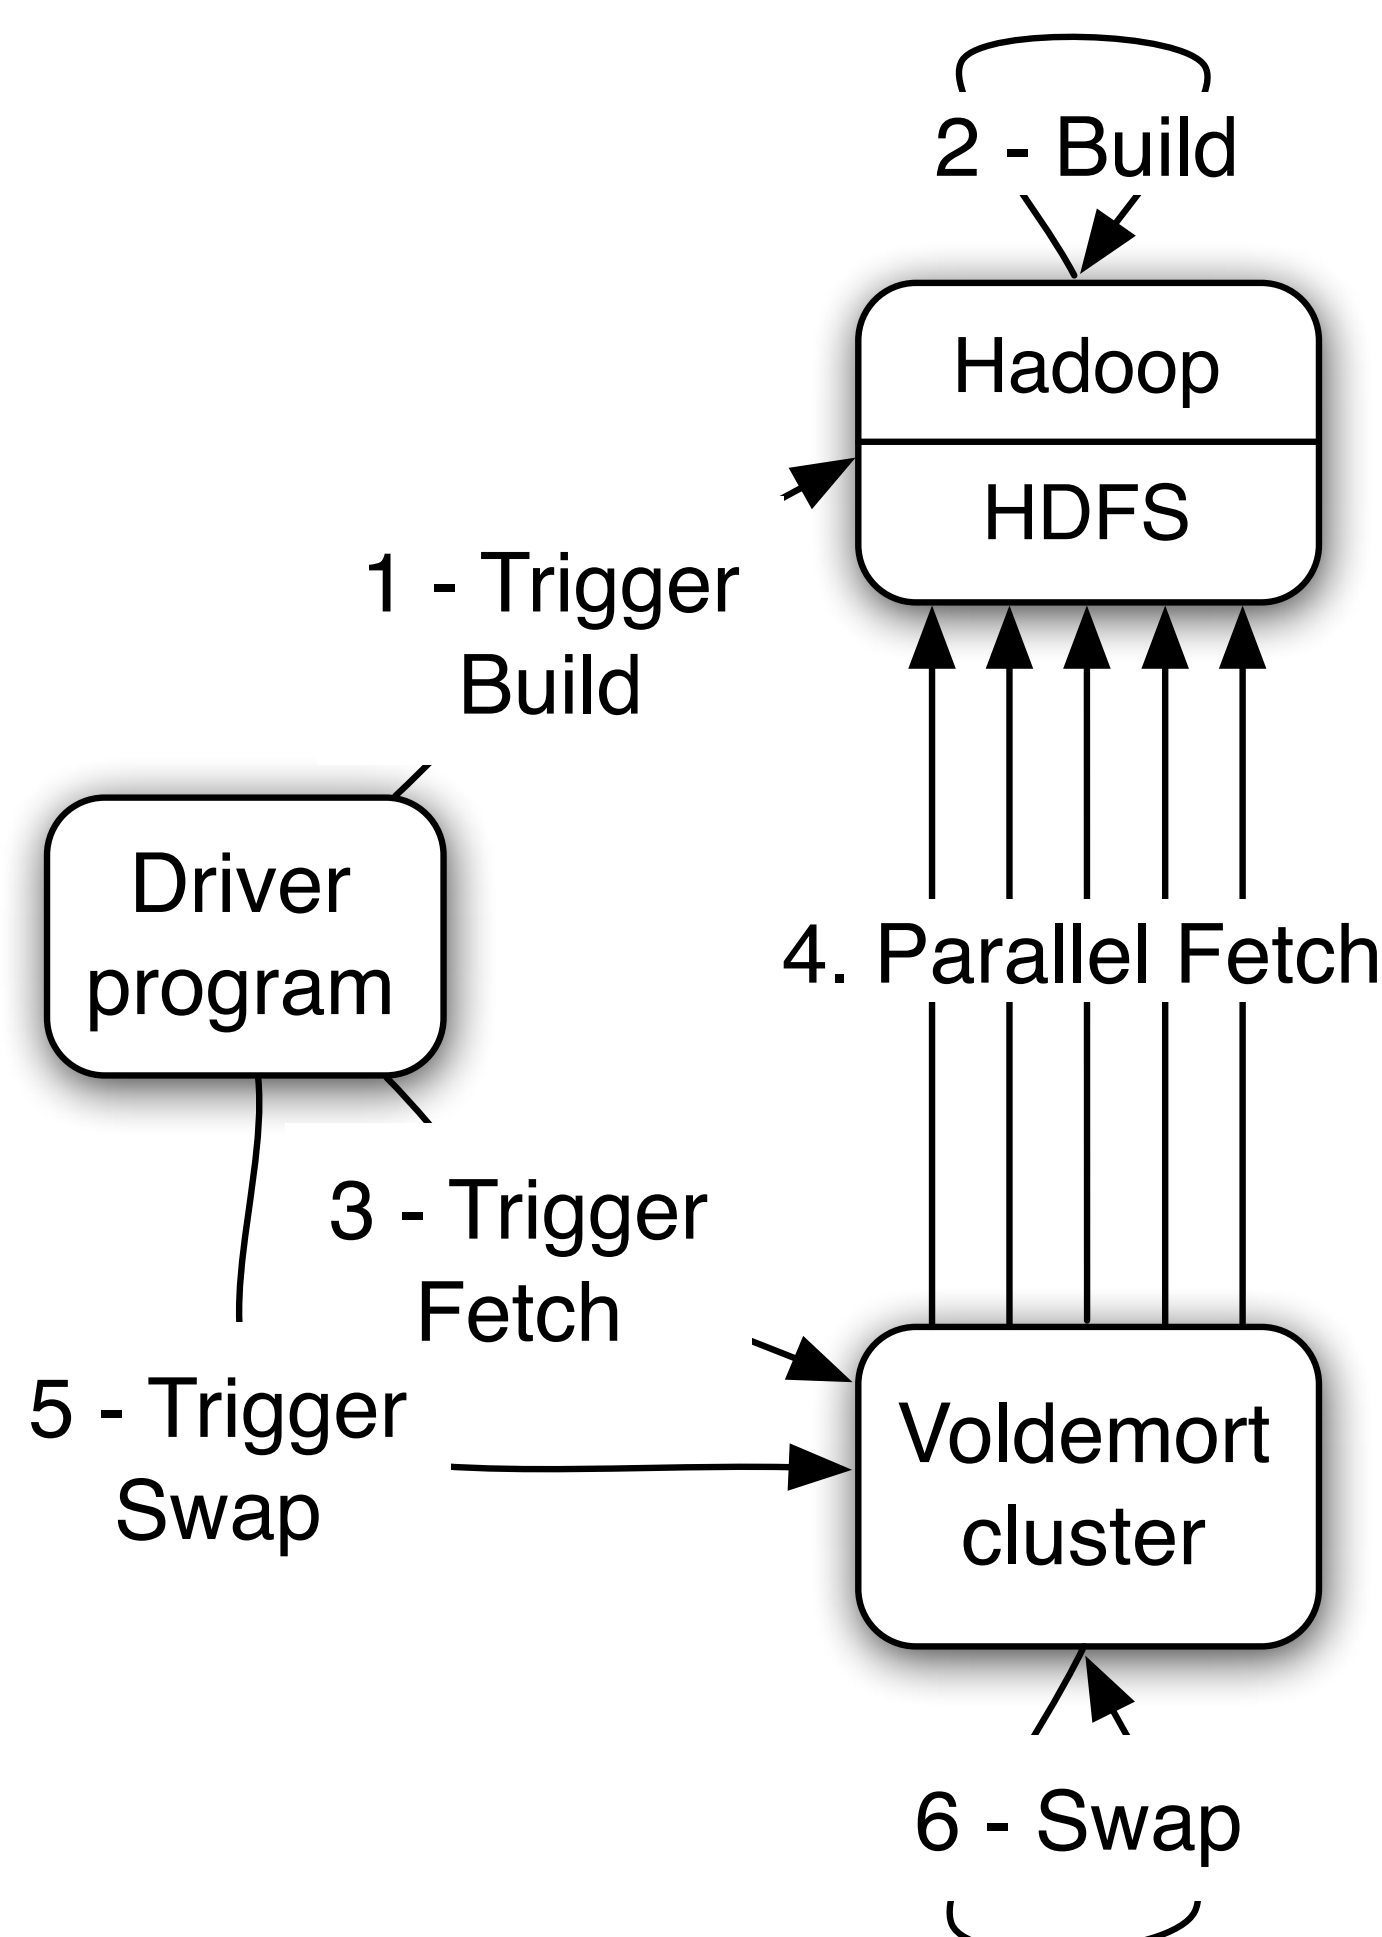 2 - Build
Hadoop
HDFS
1 - Trigger
Build
Driver
program
4. Parallel Fetch
3 - Trigger
Fetch
5 - Trigger
Swap
Voldemort
cluster
6 - Swap